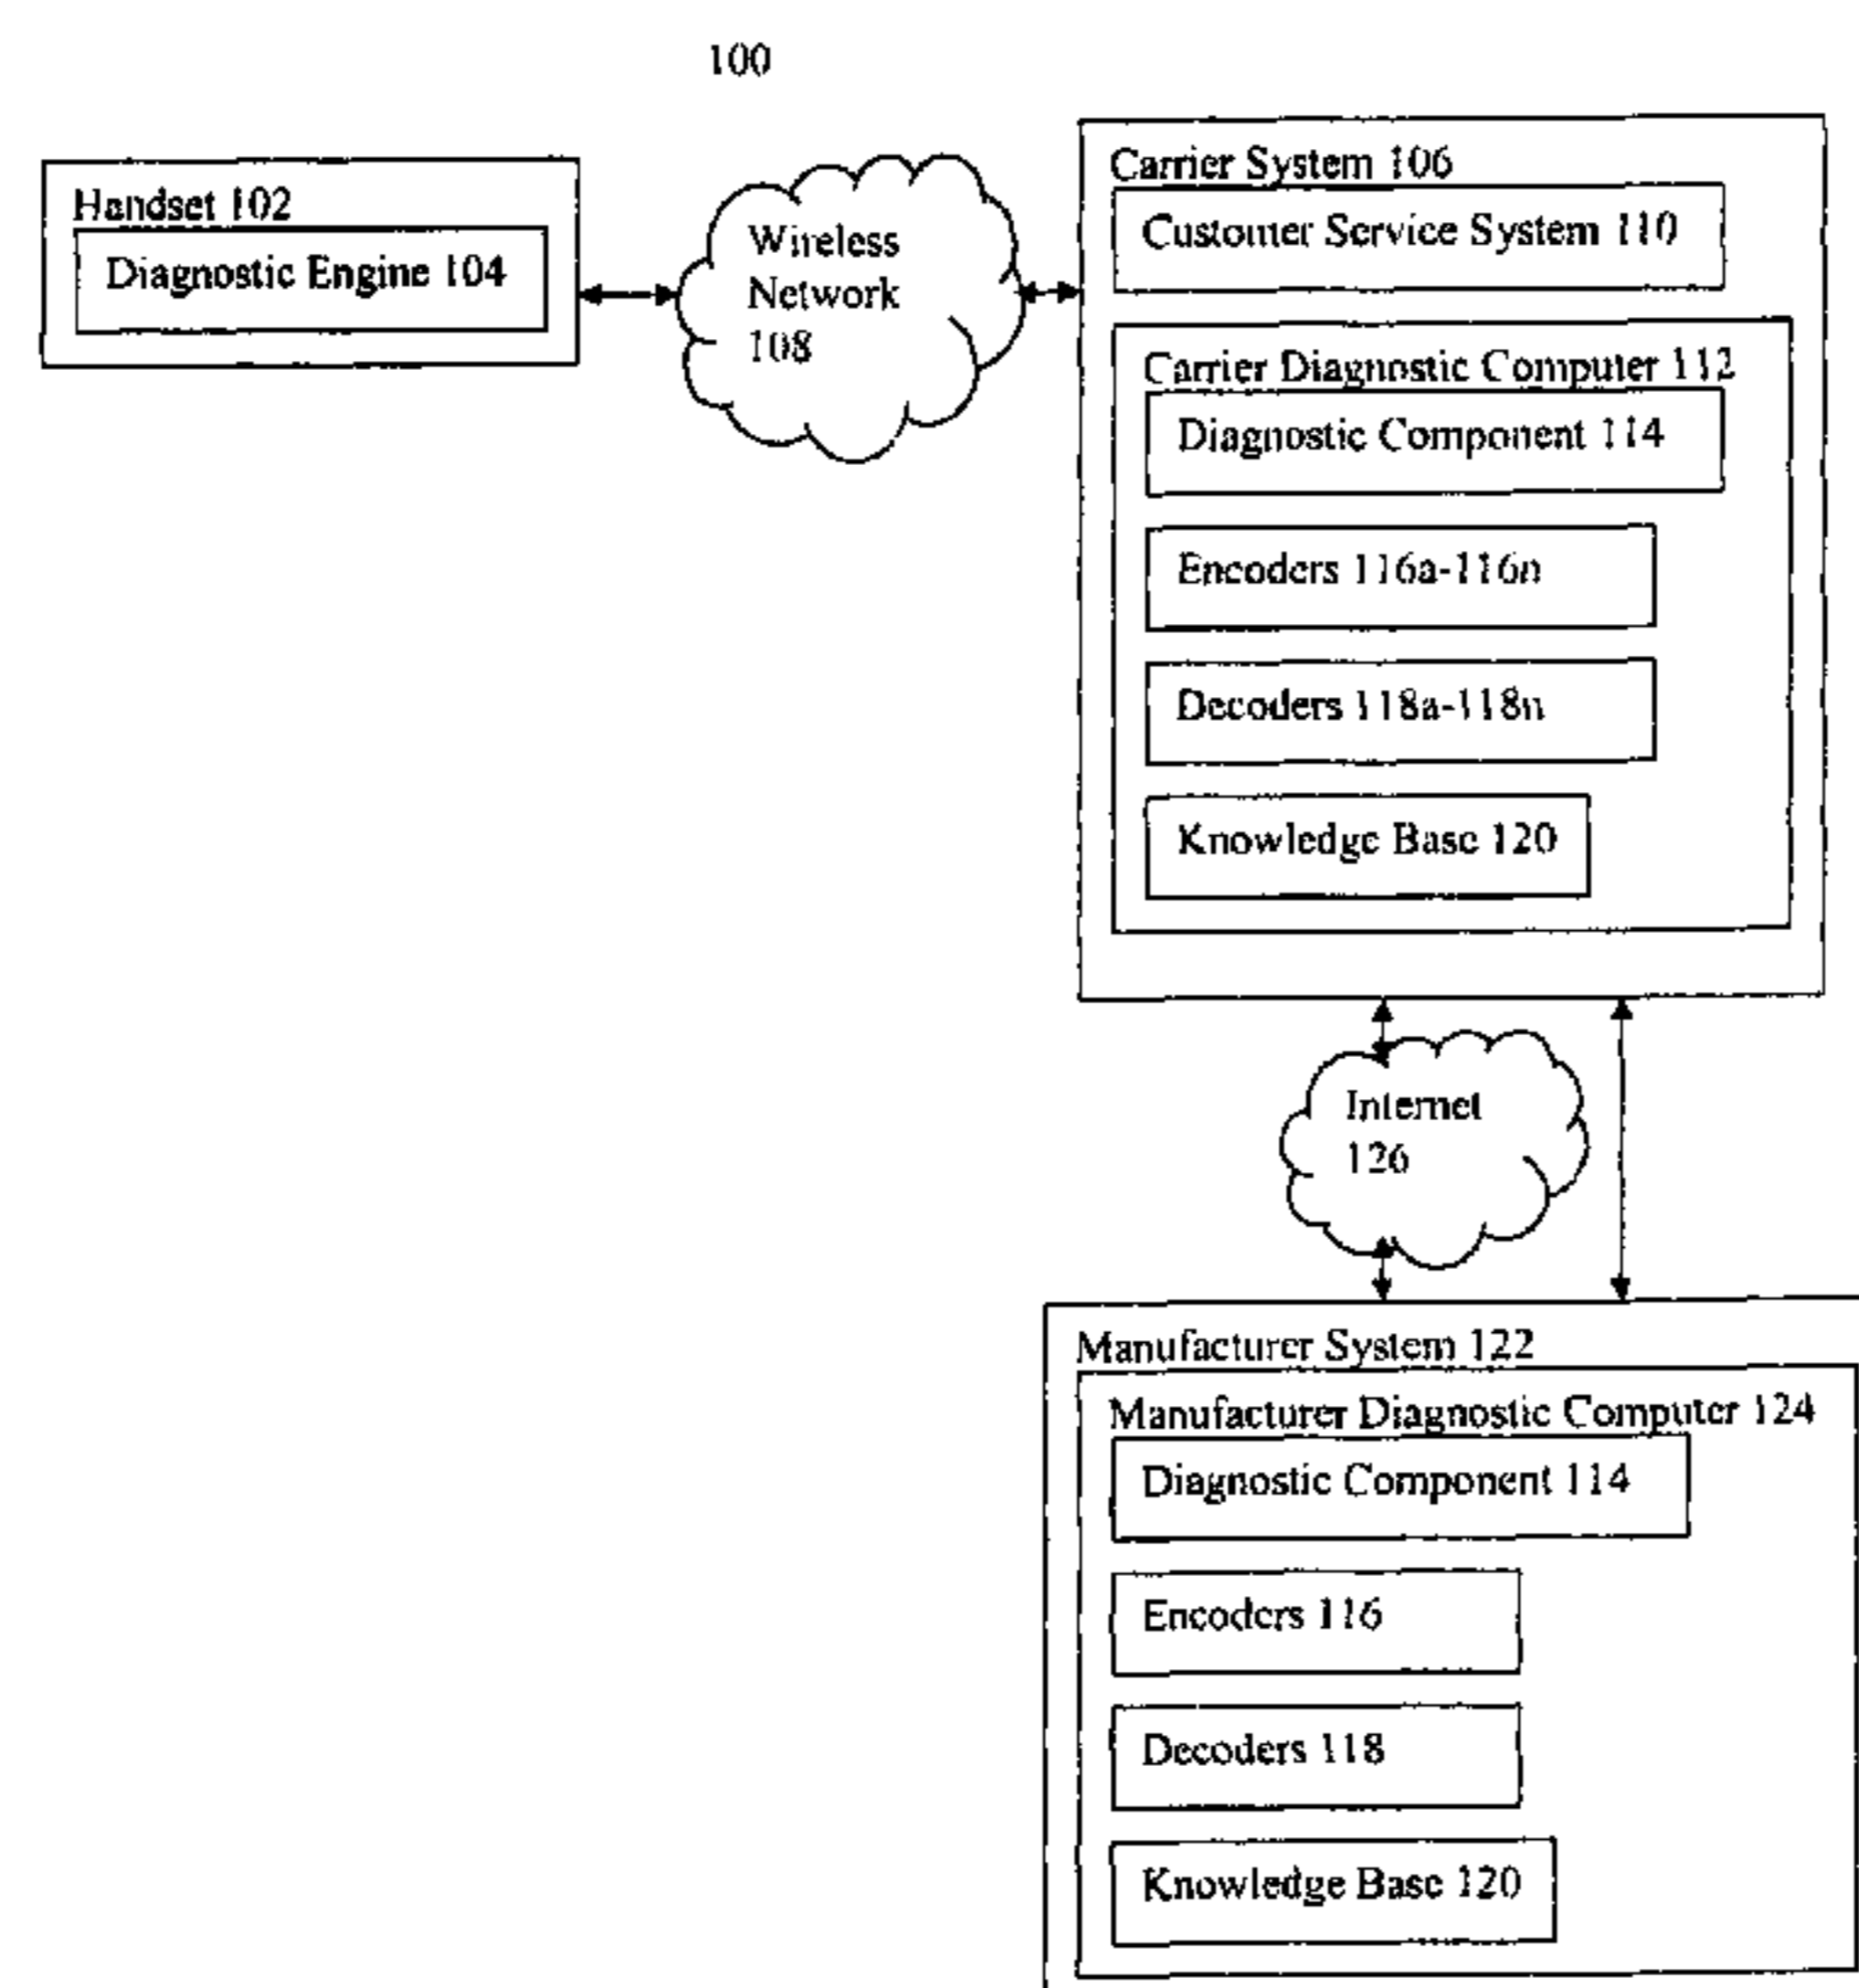 100
Handset 102
Diagnostic Engine 104
Wireless
Network
108
Carrier System 106
Customer Service System 110
Carrier Diagnostic Computer 112
Diagnostic Component 114
Encoders 116a-116n
Decoders 118a-118n
Knowledge Base 120
Internet
126
Manufacturer System 122
Manufacturer Diagnostic Computer 124
Diagnostic Component 114
Encoders 116
Decoders 118
Knowledge Base 120